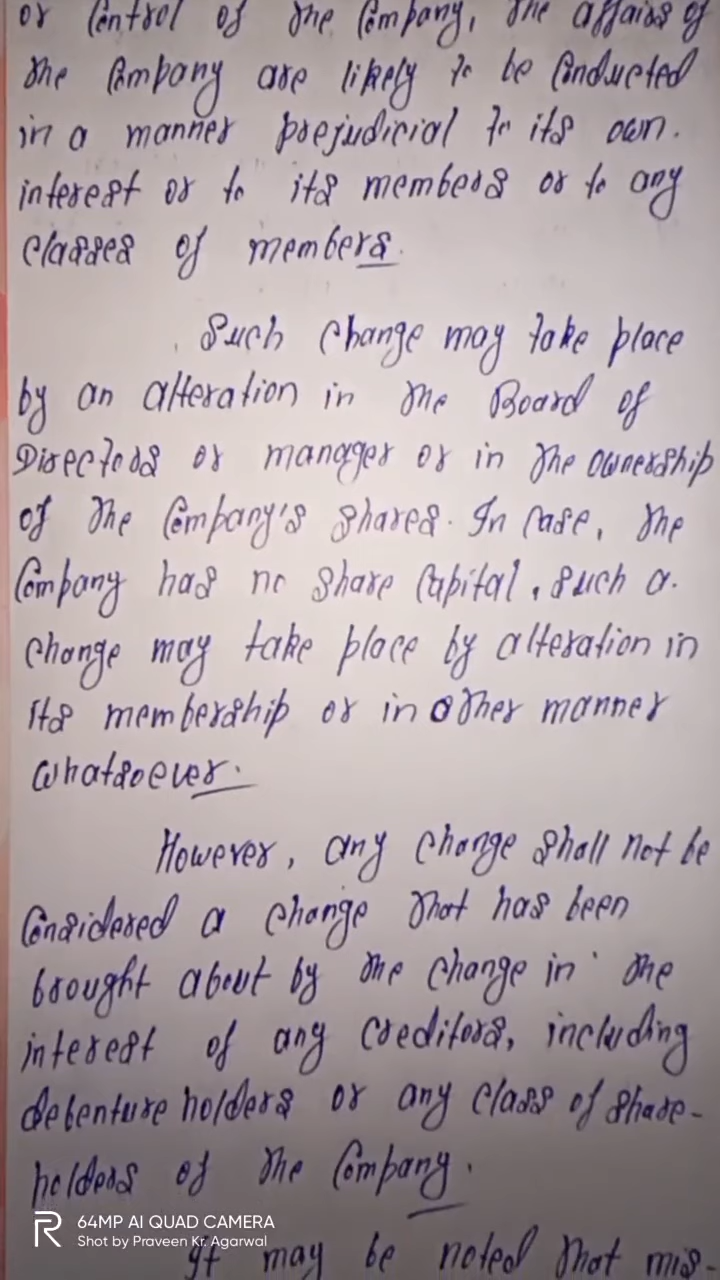 or Control of the Company, the affairs of
the Company are likely to be Conducted
in a manner prejudicial to its own.
interest or to its members or to any
classes of members.
Such change may take place
by an alteration in the Board of
Directors or manager or in the ownership
of the Company's shares. In Case, the
Company has no share Capital, such a.
change may take place by alteration in
its membership or in other manner
whatsoever.
However, any change shall not be
Considered a change that has been
brought about by the change in the
interest of any creditors, including
debenture holders or any class of share-
holders of the Company.
It may be noted that mis-
64MP AI QUAD CAMERA
Shot by Praveen Kr. Agarwal